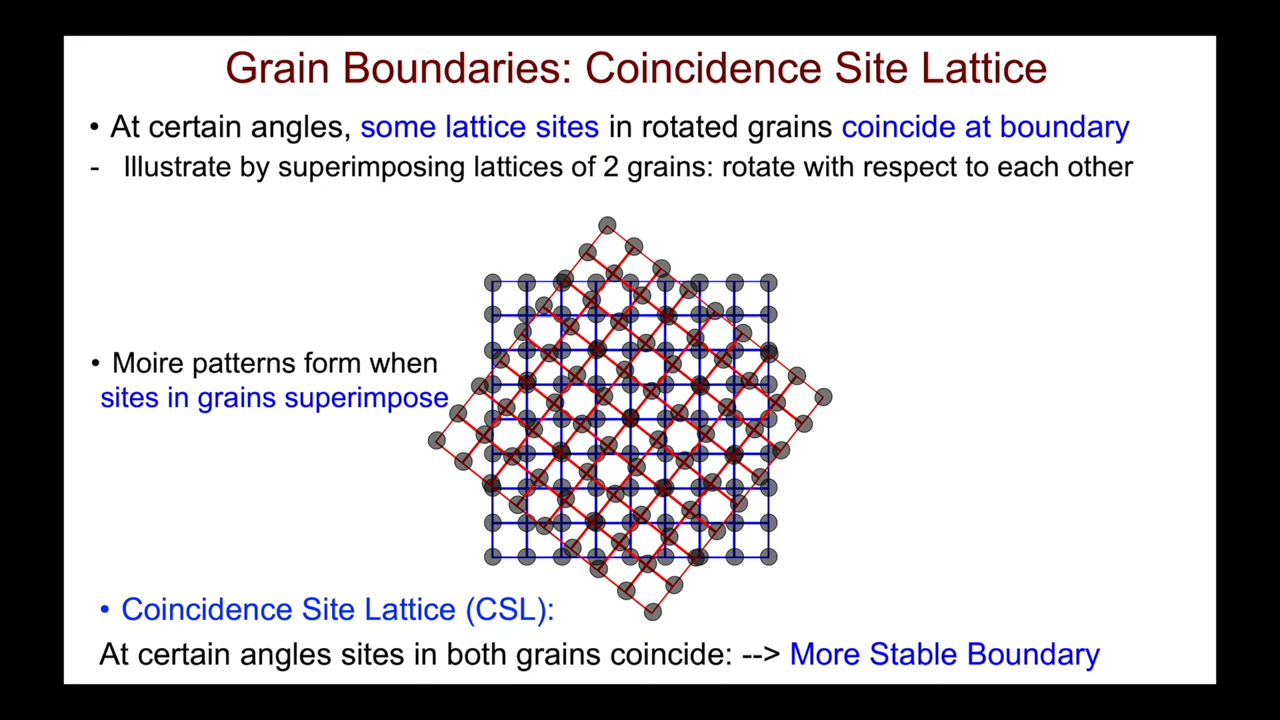 Grain Boundaries: Coincidence Site Lattice
• At certain angles, some lattice sites in rotated grains coincide at boundary
- Illustrate by superimposing lattices of 2 grains: rotate with respect to each other
• Moire patterns form when
sites in grains superimpose
• Coincidence Site Lattice (CSL):
At certain angles sites in both grains coincide: --> More Stable Boundary